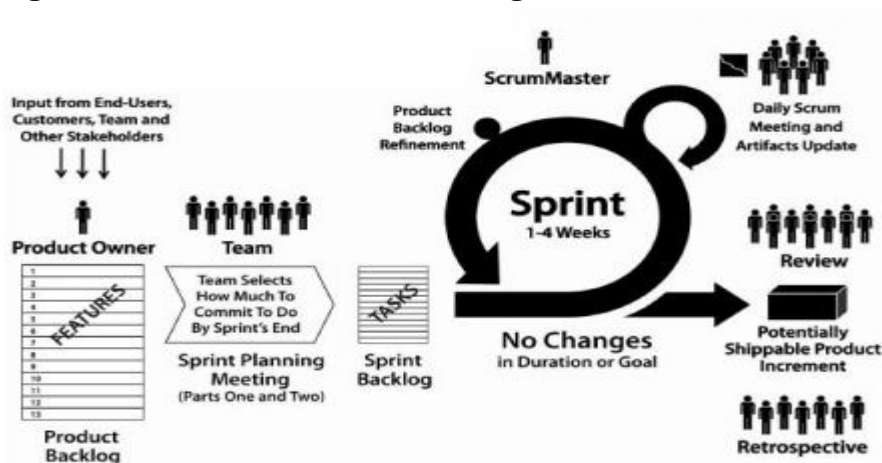 Input from End-Users,
Customers, Team and
Other Stakeholders
Product Owner
1
2
3
4
5
6
7
8
9
10
11
12
13
FEATURES
Product
Backlog
Team
Team Selects
How Much To
Commit To Do
By Sprint's End
Sprint Planning
Meeting
(Parts One and Two)
TASKS
Sprint
Backlog
ScrumMaster
Product
Backlog
Refinement
Sprint
1-4 Weeks
No Changes
in Duration or Goal
Daily Scrum
Meeting and
Artifacts Update
Review
Potentially
Shippable Product
Increment
Retrospective